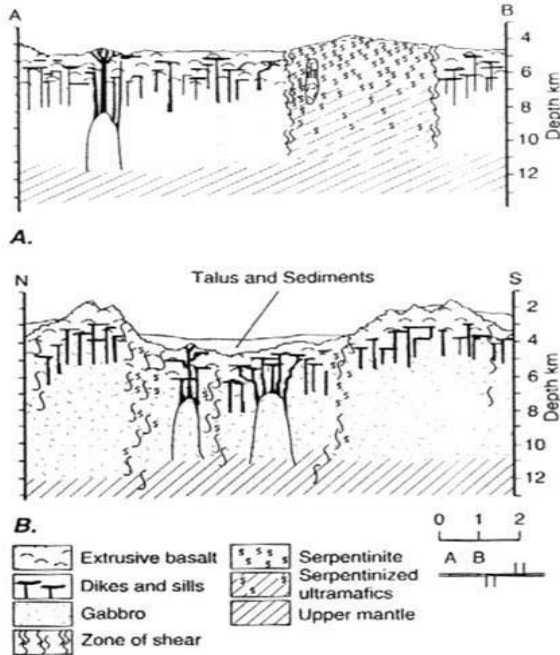 A
B
4
6
8
10
12
Depth km
A.
N
Talus and Sediments
S
2
4
6
8
10
12
Depth km
B.
Extrusive basalt
Dikes and sills
Gabbro
Zone of shear
Serpentinite
Serpentinized
ultramafics
Upper mantle
0 1 2
A B